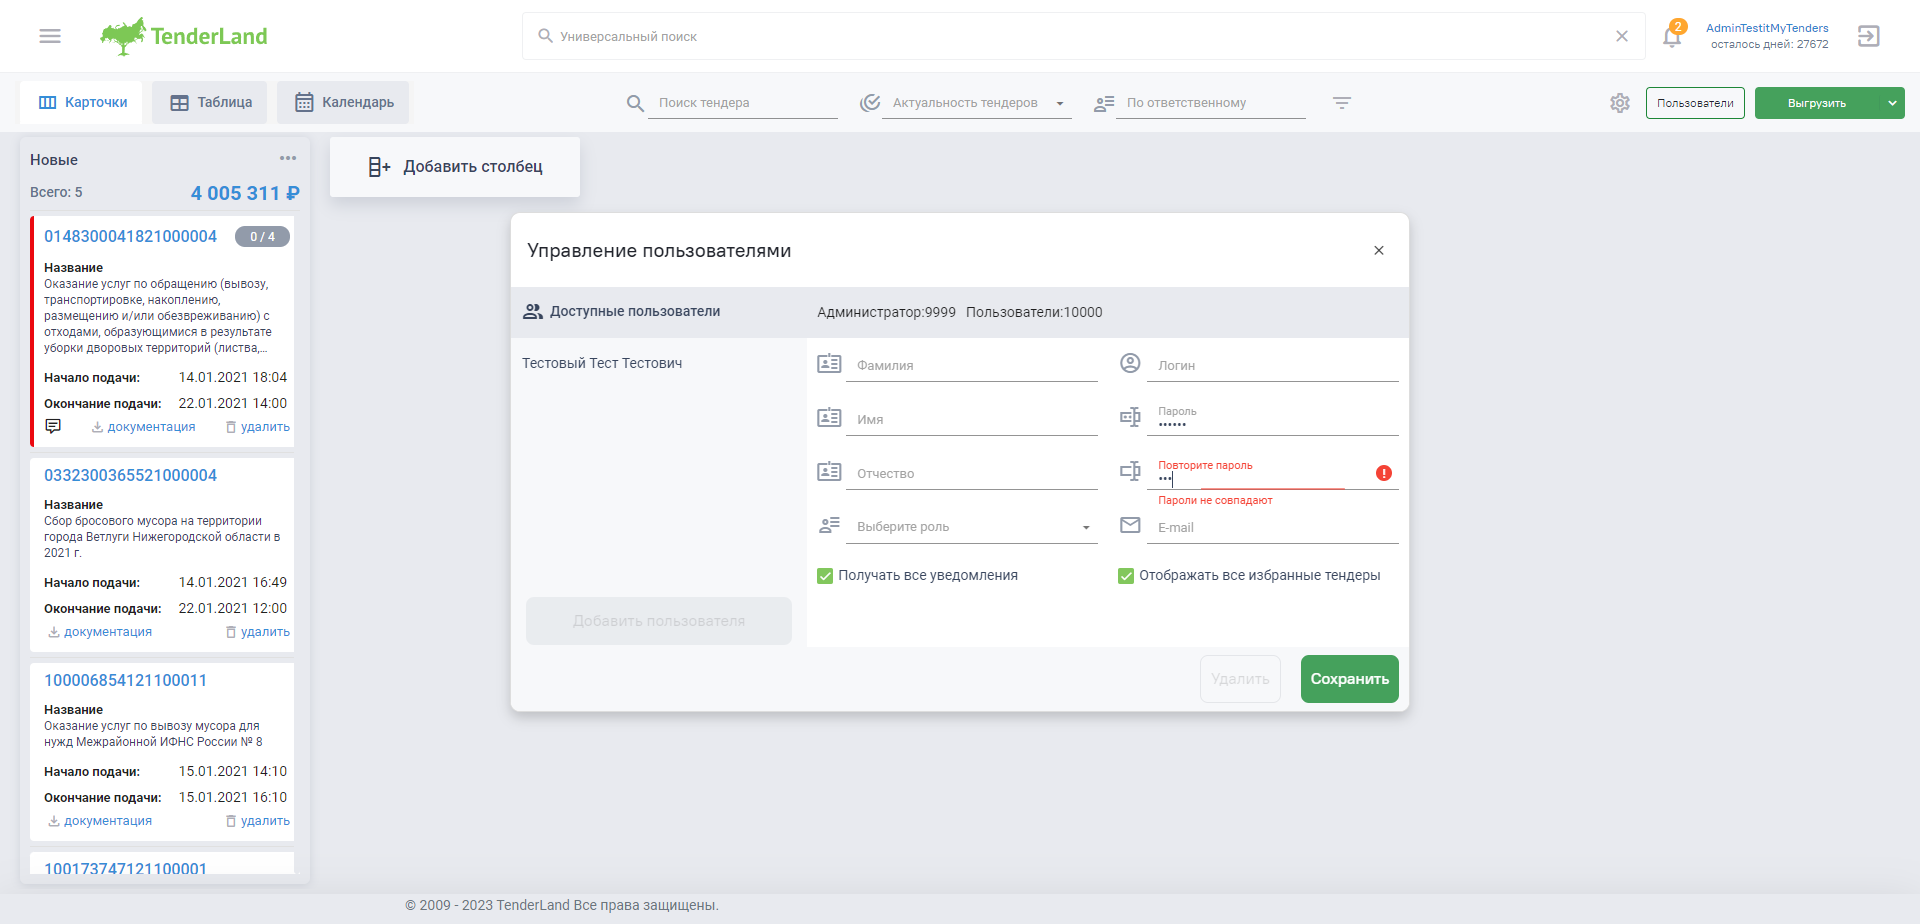 TenderLand
Универсальный поиск
2
AdminTestitMyTenders
осталось дней: 27672
Карточки
Таблица
Календарь
Поиск тендера
Актуальность тендеров
По ответственному
Пользователи
Выгрузить
Новые
Всего: 5
4 005 311 ₽
Добавить столбец
0148300041821000004
0 / 4
Название
Оказание услуг по обращению (вывозу,
транспортировке, накоплению,
размещению и/или обезвреживанию) с
отходами, образующимися в результате
уборки дворовых территорий (листва,...
Начало подачи: 14.01.2021 18:04
Окончание подачи: 22.01.2021 14:00
документация удалить
0332300365521000004
Название
Сбор бросового мусора на территории
города Ветлуги Нижегородской области в
2021 г.
Начало подачи: 14.01.2021 16:49
Окончание подачи: 22.01.2021 12:00
документация удалить
100006854121100011
Название
Оказание услуг по вывозу мусора для
нужд Межрайонной ИФНС России № 8
Начало подачи: 15.01.2021 14:10
Окончание подачи: 15.01.2021 16:10
документация удалить
100173747121100001
Управление пользователями
Доступные пользователи
Администратор:9999 Пользователи:10000
Тестовый Тест Тестович
Фамилия
Логин
Имя
Пароль
••••••
Отчество
Повторите пароль
•••
Пароли не совпадают
Выберите роль
E-mail
Получать все уведомления
Отображать все избранные тендеры
Добавить пользователя
Удалить
Сохранить
© 2009 - 2023 TenderLand Все права защищены.